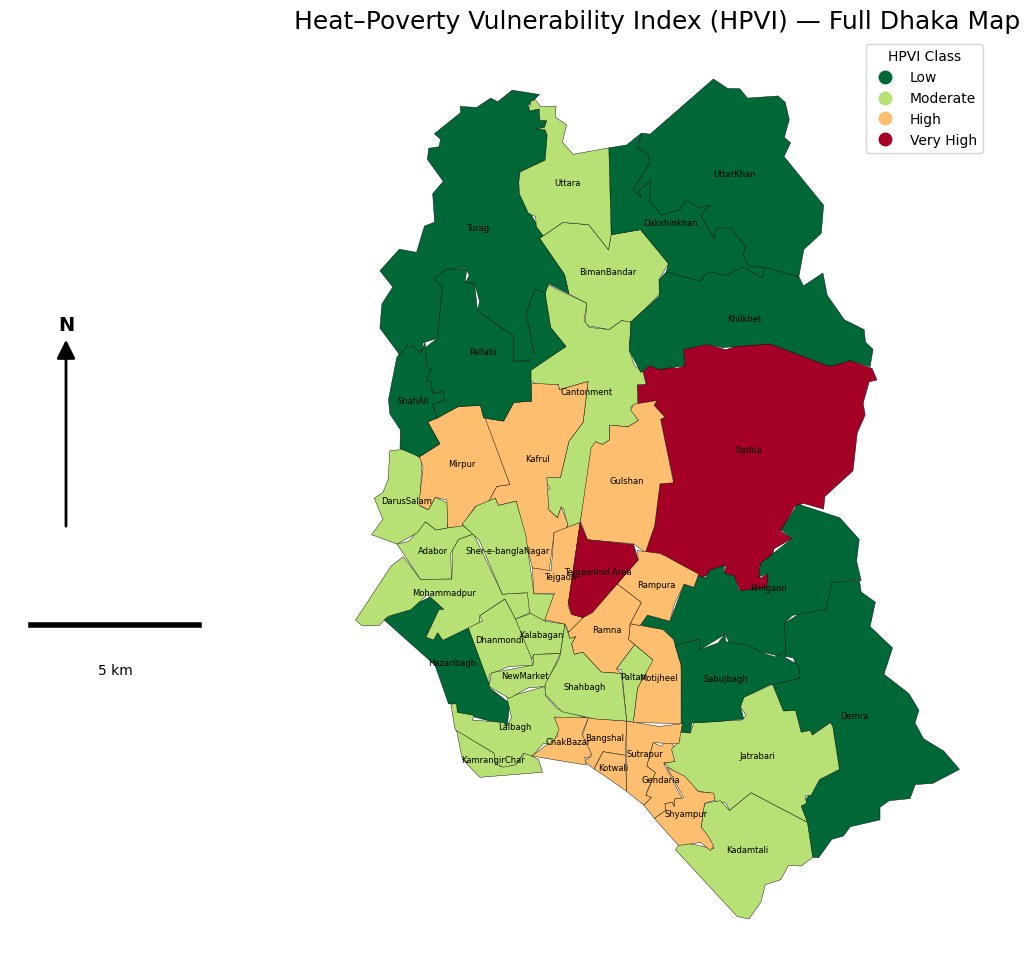 Heat–Poverty Vulnerability Index (HPVI) — Full Dhaka Map
HPVI Class
Low
Moderate
High
Very High
UttarKhan
Uttara
Dakshinkhan
Turag
BimanBandar
Khilkhet
N
Pallabi
Cantonment
ShahAli
Badda
Kafrul
Mirpur
Gulshan
DarusSalam
Adabor
Sher-e-banglaNagar
TejgaonInd.Area
Tejgaon
Rampura
Khilgaon
Mohammadpur
Ramna
Kalabagan
Dhanmondi
Hazaribagh
5 km
NewMarket
Paltan
Motijheel
Sabujbagh
Shahbagh
Demra
Lalbagh
Bangshal
ChakBazar
Sutrapur
Jatrabari
KamrangirChar
Kotwali
Gendaria
Shyampur
Kadamtali